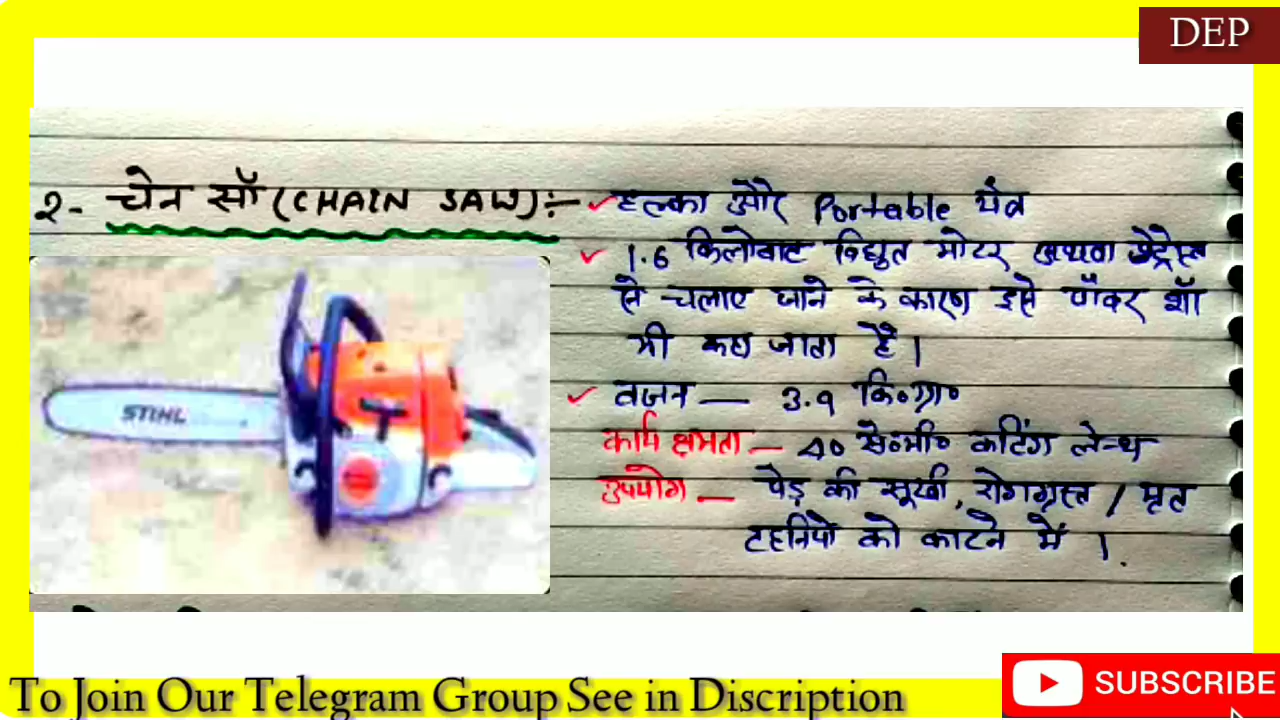 DEP
2- चेन सॉ (CHAIN SAW) :-
✓ हल्का और Portable यंत्र
✓ 1.6 किलोवाट विद्युत मोटर अथवा पेट्रोल
से चलाए जाने के कारण इसे पॉवर शॉ
भी कहा जाता है।
✓ वजन — 3.9 कि॰ग्रा॰
कार्य क्षमता — 40 से॰मी॰ कटिंग लेन्थ
उपयोग — पेड़ की सूखी, रोगग्रस्त / मृत
टहनियों को काटने में ।
STIHL
To Join Our Telegram Group See in Discription
SUBSCRIBE